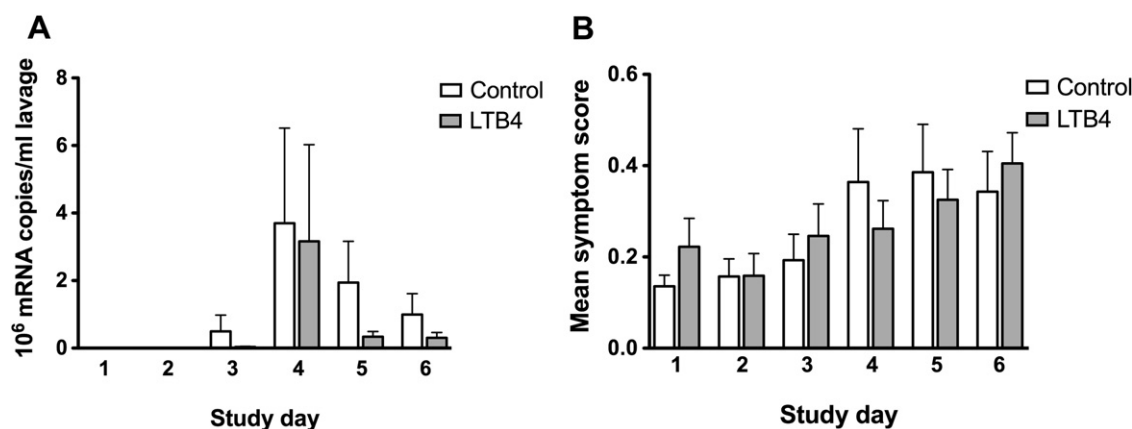 A
10⁶ mRNA copies/ml lavage
8
6
4
2
0
Control
LTB4
1 2 3 4 5 6
Study day
B
Mean symptom score
0.6
0.4
0.2
0.0
Control
LTB4
1 2 3 4 5 6
Study day